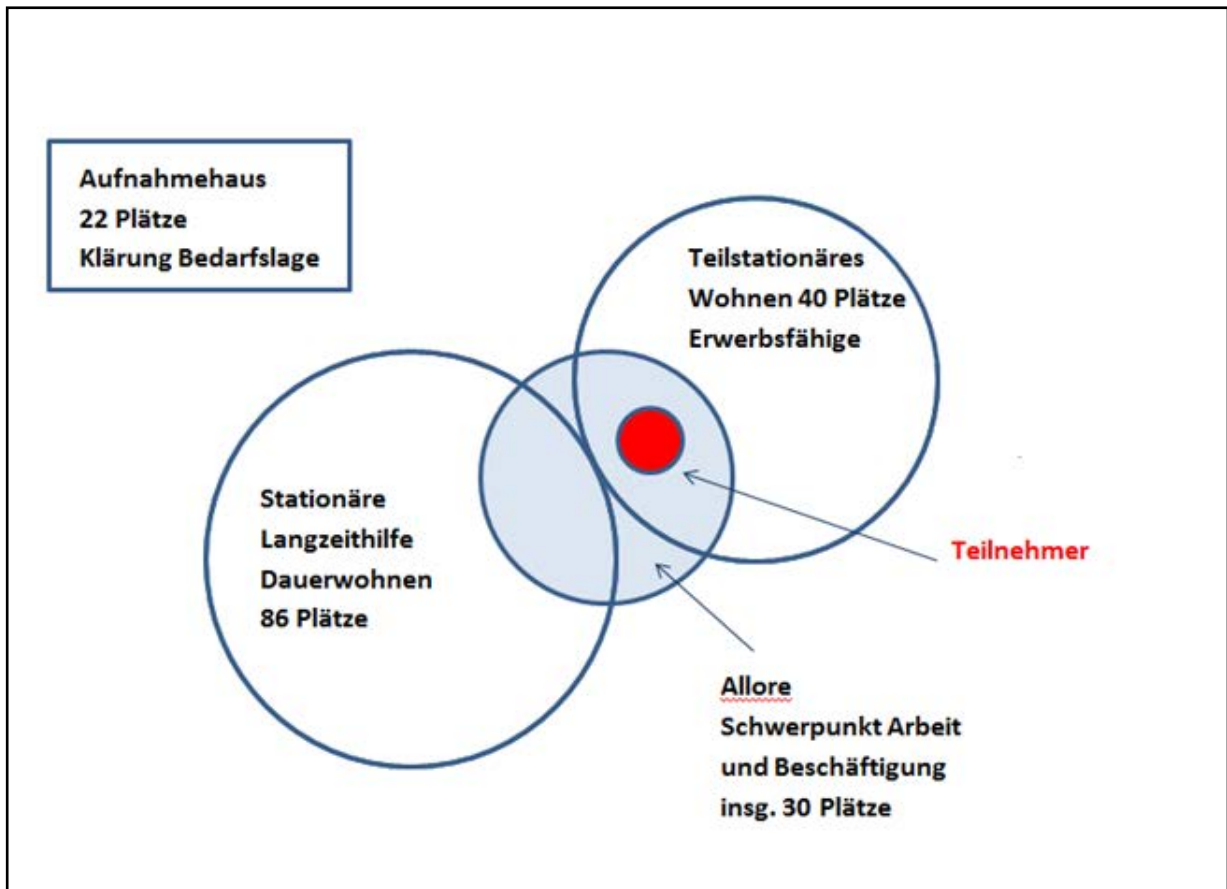 Aufnahmehaus
22 Plätze
Klärung Bedarfslage
Teilstationäres
Wohnen 40 Plätze
Erwerbsfähige
Stationäre
Langzeithilfe
Dauerwohnen
86 Plätze
Teilnehmer
Allore
Schwerpunkt Arbeit
und Beschäftigung
insg. 30 Plätze